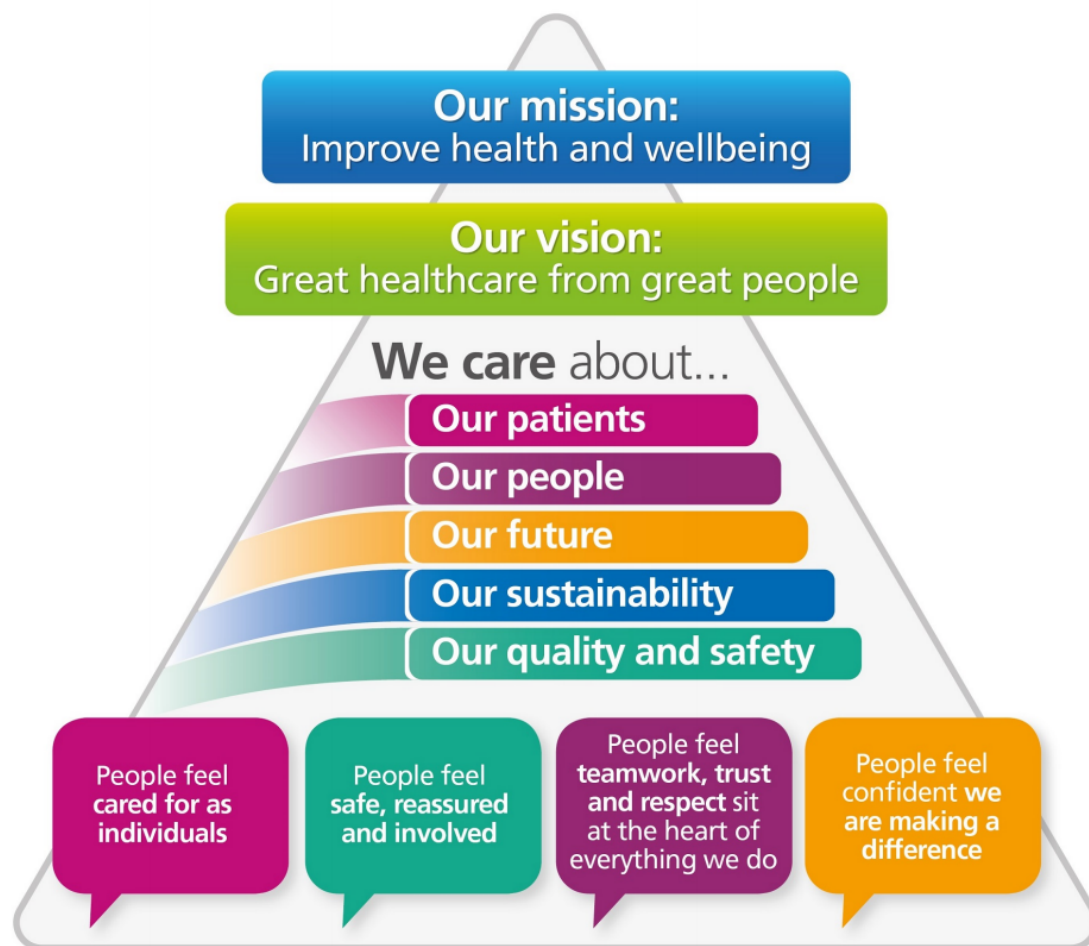 Our mission:
Improve health and wellbeing
Our vision:
Great healthcare from great people
We care about...
Our patients
Our people
Our future
Our sustainability
Our quality and safety
People feel
cared for as
individuals
People feel
safe, reassured
and involved
People feel
teamwork, trust
and respect sit
at the heart of
everything we do
People feel
confident we
are making a
difference